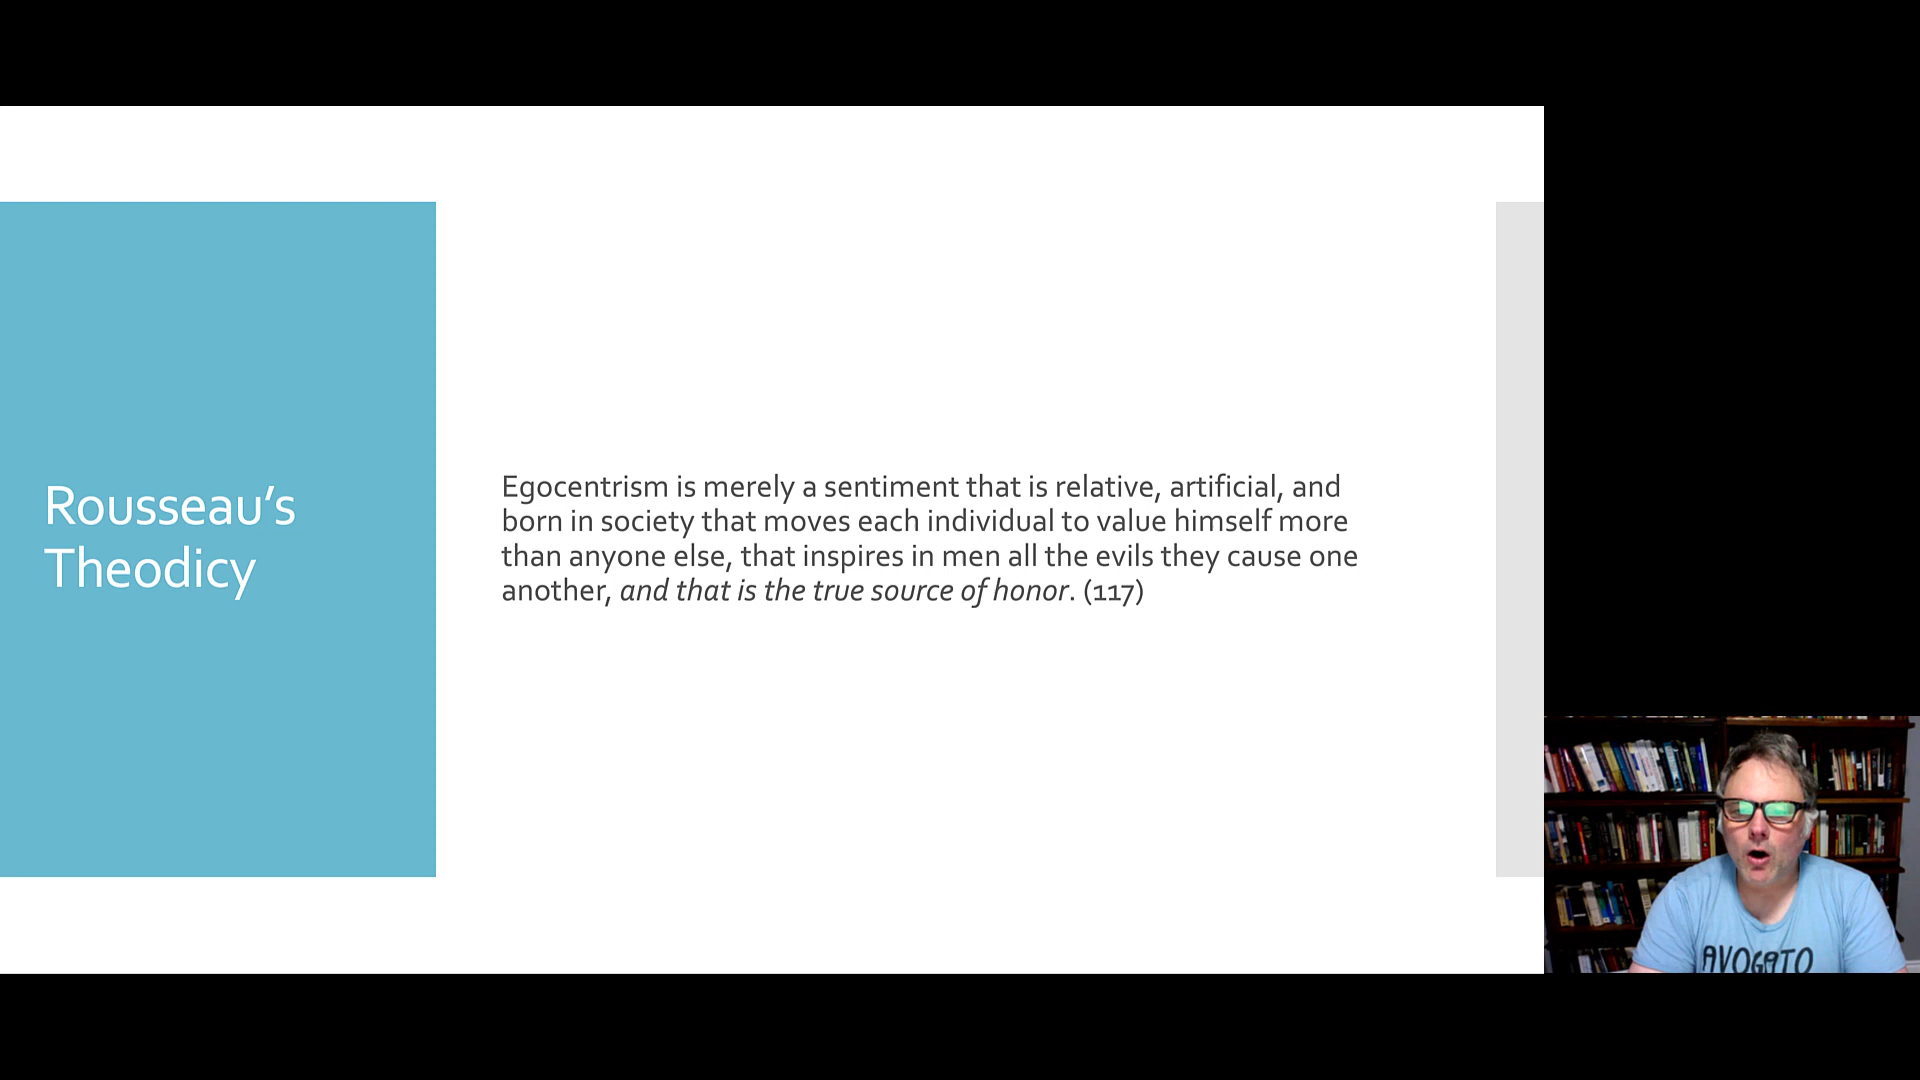 Rousseau’s
Theodicy
Egocentrism is merely a sentiment that is relative, artificial, and
born in society that moves each individual to value himself more
than anyone else, that inspires in men all the evils they cause one
another, and that is the true source of honor. (117)
AVOGATO